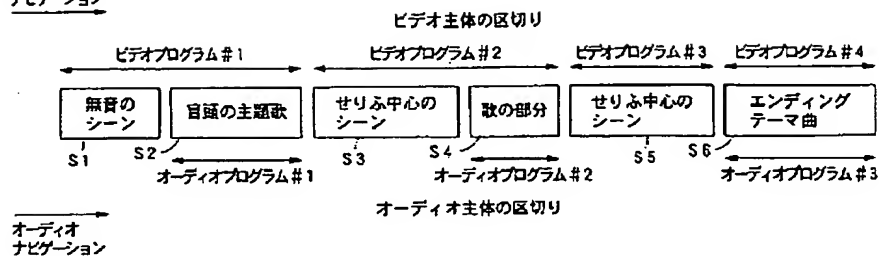 ナビゲーション
ビデオ主体の区切り
ビデオプログラム#1 ビデオプログラム#2 ビデオプログラム#3 ビデオプログラム#4
無音の
シーン
冒頭の主題歌
せりふ中心の
シーン
歌の部分
せりふ中心の
シーン
エンディング
テーマ曲
S1 S2 S3 S4 S5 S6
オーディオプログラム#1 オーディオプログラム#2 オーディオプログラム#3
オーディオ主体の区切り
オーディオ
ナビゲーション